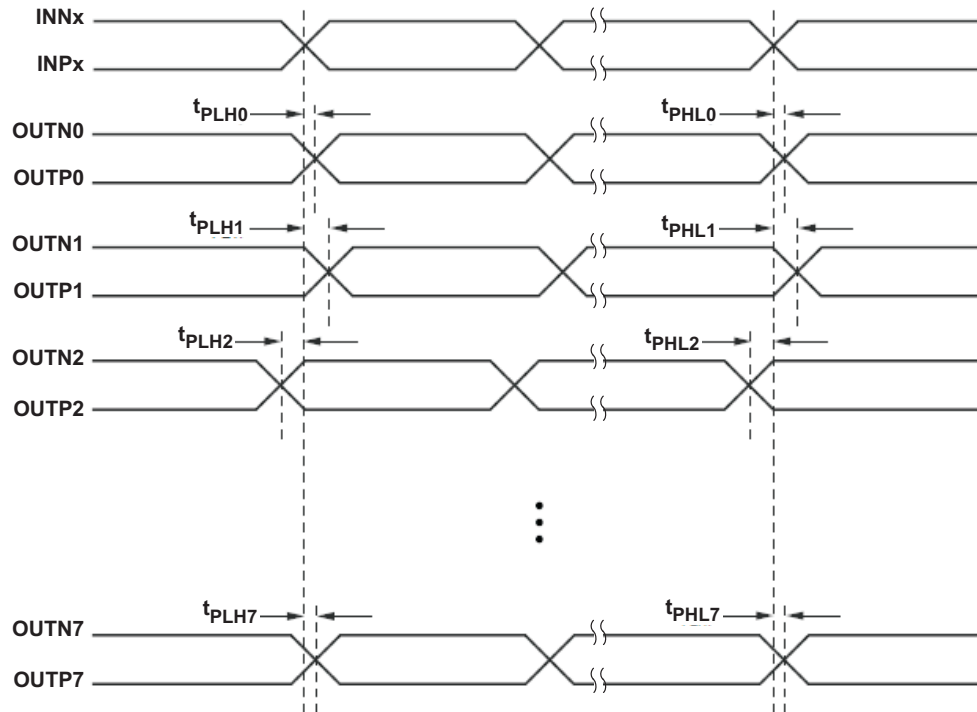 INNx
INPx
tPLH0 tPHL0
OUTN0
OUTP0
tPLH1 tPHL1
OUTN1
OUTP1
tPLH2 tPHL2
OUTN2
OUTP2
tPLH7 tPHL7
OUTN7
OUTP7